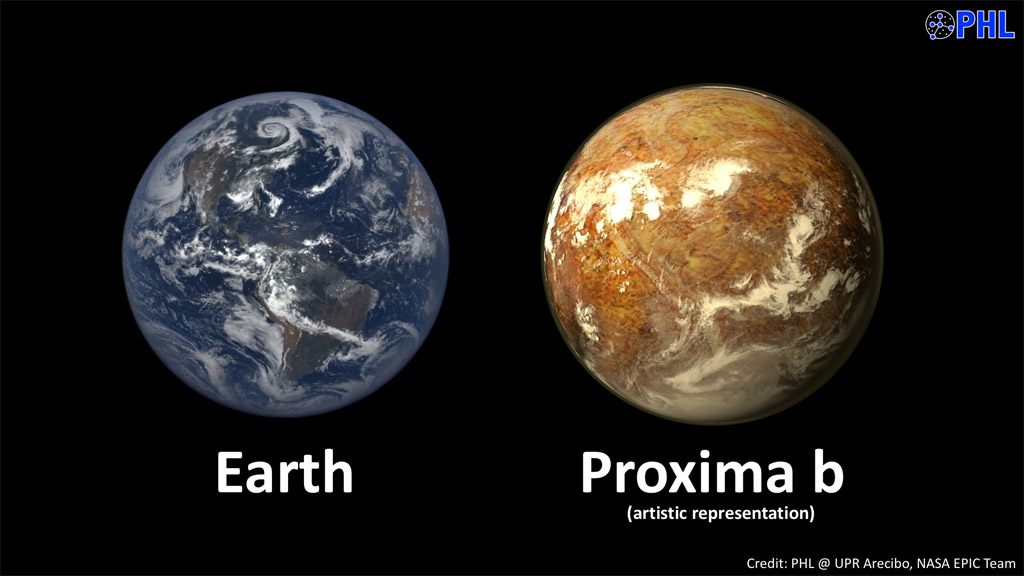 PHL
Earth
Proxima b
(artistic representation)
Credit: PHL @ UPR Arecibo, NASA EPIC Team